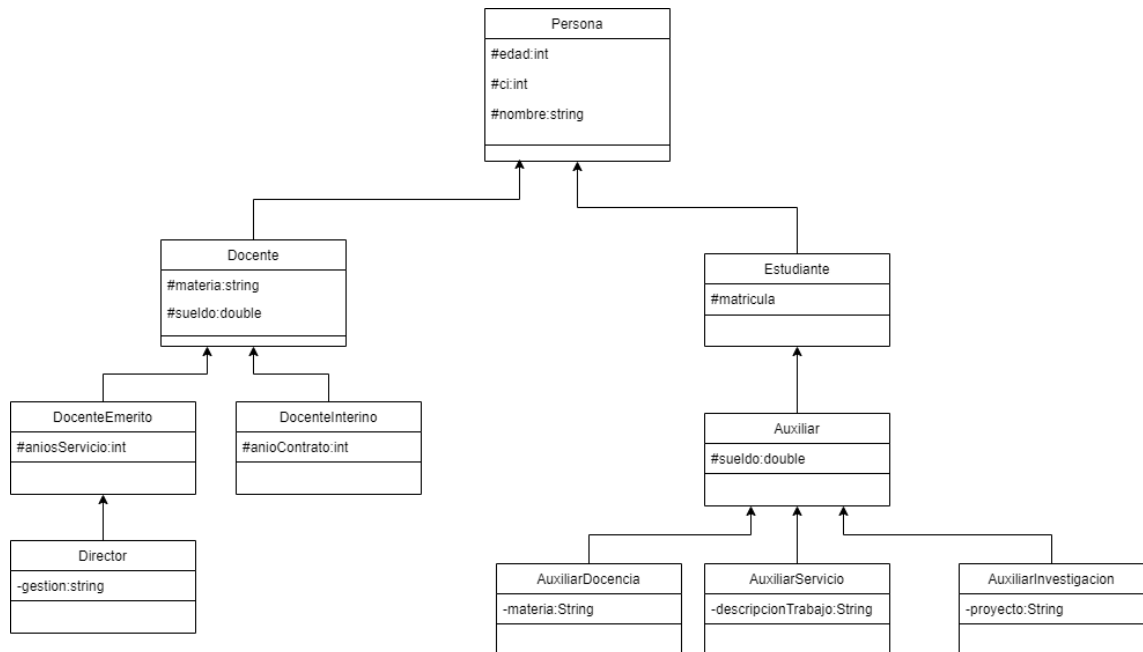 Persona
#edad:int
#ci:int
#nombre:string
Docente
#materia:string
#sueldo:double
Estudiante
#matricula
DocenteEmerito
#aniosServicio:int
DocenteInterino
#anioContrato:int
Auxiliar
#sueldo:double
Director
-gestion:string
AuxiliarDocencia
-materia:String
AuxiliarServicio
-descripcionTrabajo:String
AuxiliarInvestigacion
-proyecto:String